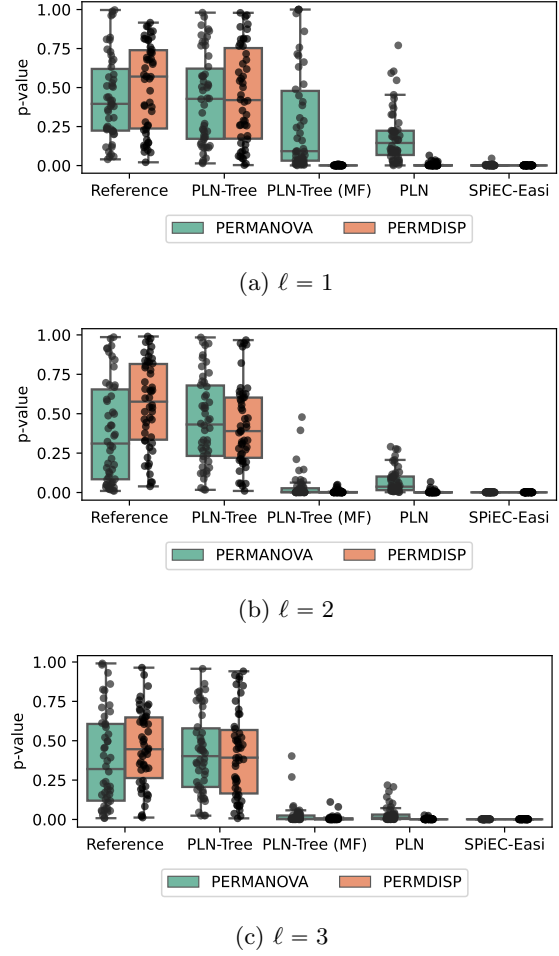 1.00
0.75
0.50
0.25
0.00
p-value
Reference PLN-Tree PLN-Tree (MF) PLN SPiEC-Easi
PERMANOVA PERMDISP
(a) ℓ = 1
1.00
0.75
0.50
0.25
0.00
p-value
Reference PLN-Tree PLN-Tree (MF) PLN SPiEC-Easi
PERMANOVA PERMDISP
(b) ℓ = 2
1.00
0.75
0.50
0.25
0.00
p-value
Reference PLN-Tree PLN-Tree (MF) PLN SPiEC-Easi
PERMANOVA PERMDISP
(c) ℓ = 3